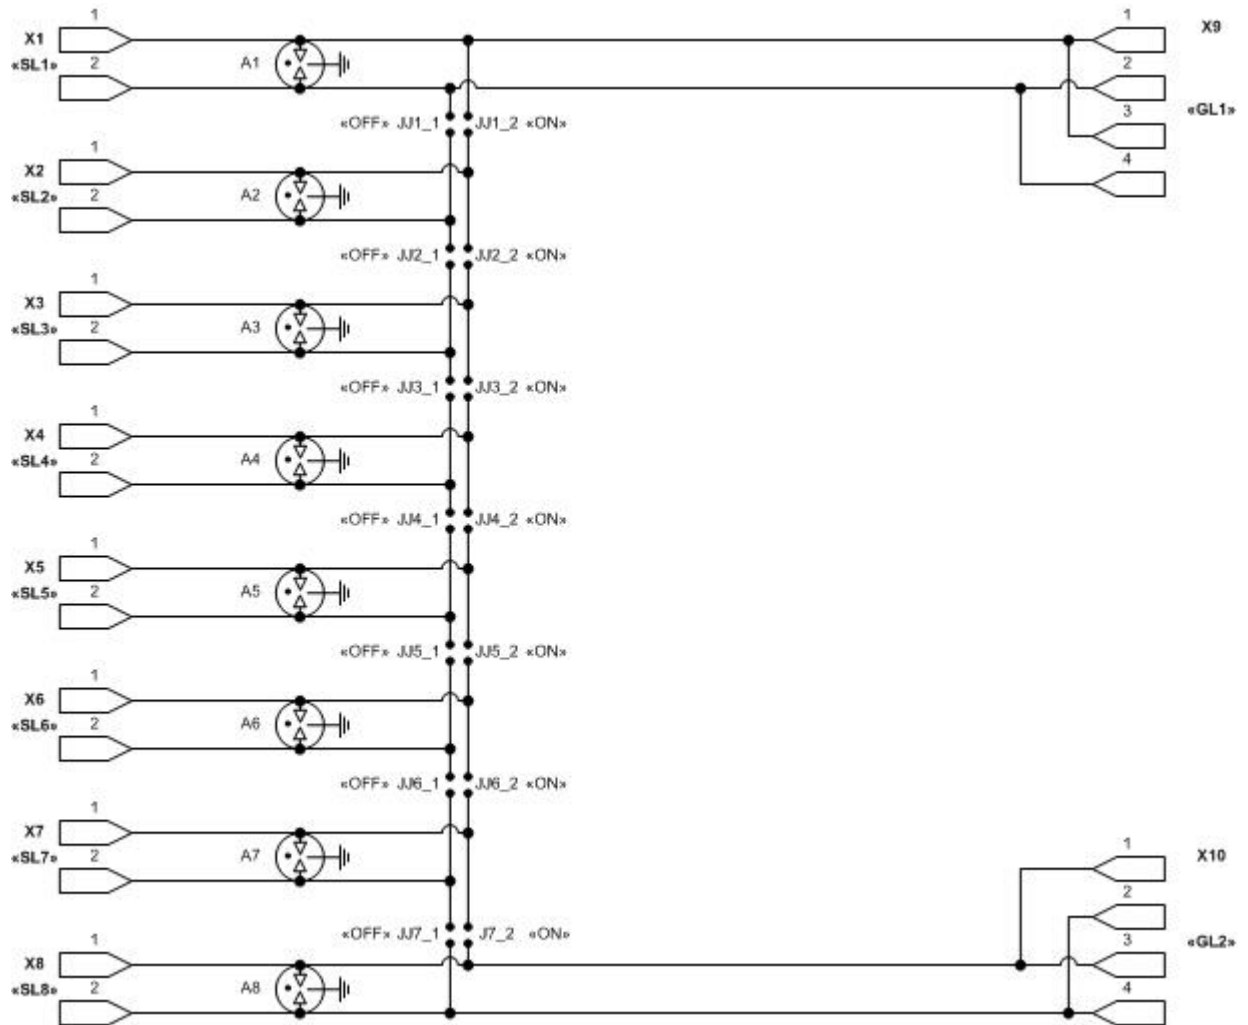 1
1
X1
X9
A1
«SL1»
2
2
3
«GL1»
«OFF» JJ1_1
JJ1_2 «ON»
4
1
X2
«SL2»
2
A2
«OFF» JJ2_1
JJ2_2 «ON»
1
X3
«SL3»
2
A3
«OFF» JJ3_1
JJ3_2 «ON»
1
X4
«SL4»
2
A4
«OFF» JJ4_1
JJ4_2 «ON»
1
X5
«SL5»
2
A5
«OFF» JJ5_1
JJ5_2 «ON»
1
X6
«SL6»
2
A6
«OFF» JJ6_1
JJ6_2 «ON»
1
X7
«SL7»
2
A7
1
X10
2
«OFF» JJ7_1
J7_2 «ON»
1
3
«GL2»
X8
«SL8»
2
A8
4